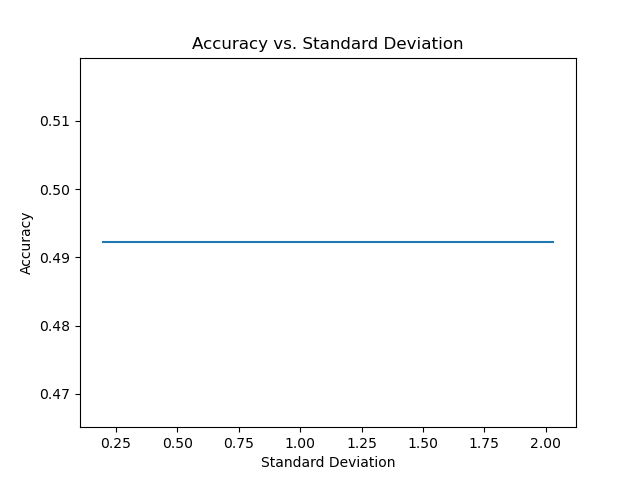 Accuracy vs. Standard Deviation
0.51
0.50
0.49
0.48
0.47
Accuracy
0.25 0.50 0.75 1.00 1.25 1.50 1.75 2.00
Standard Deviation